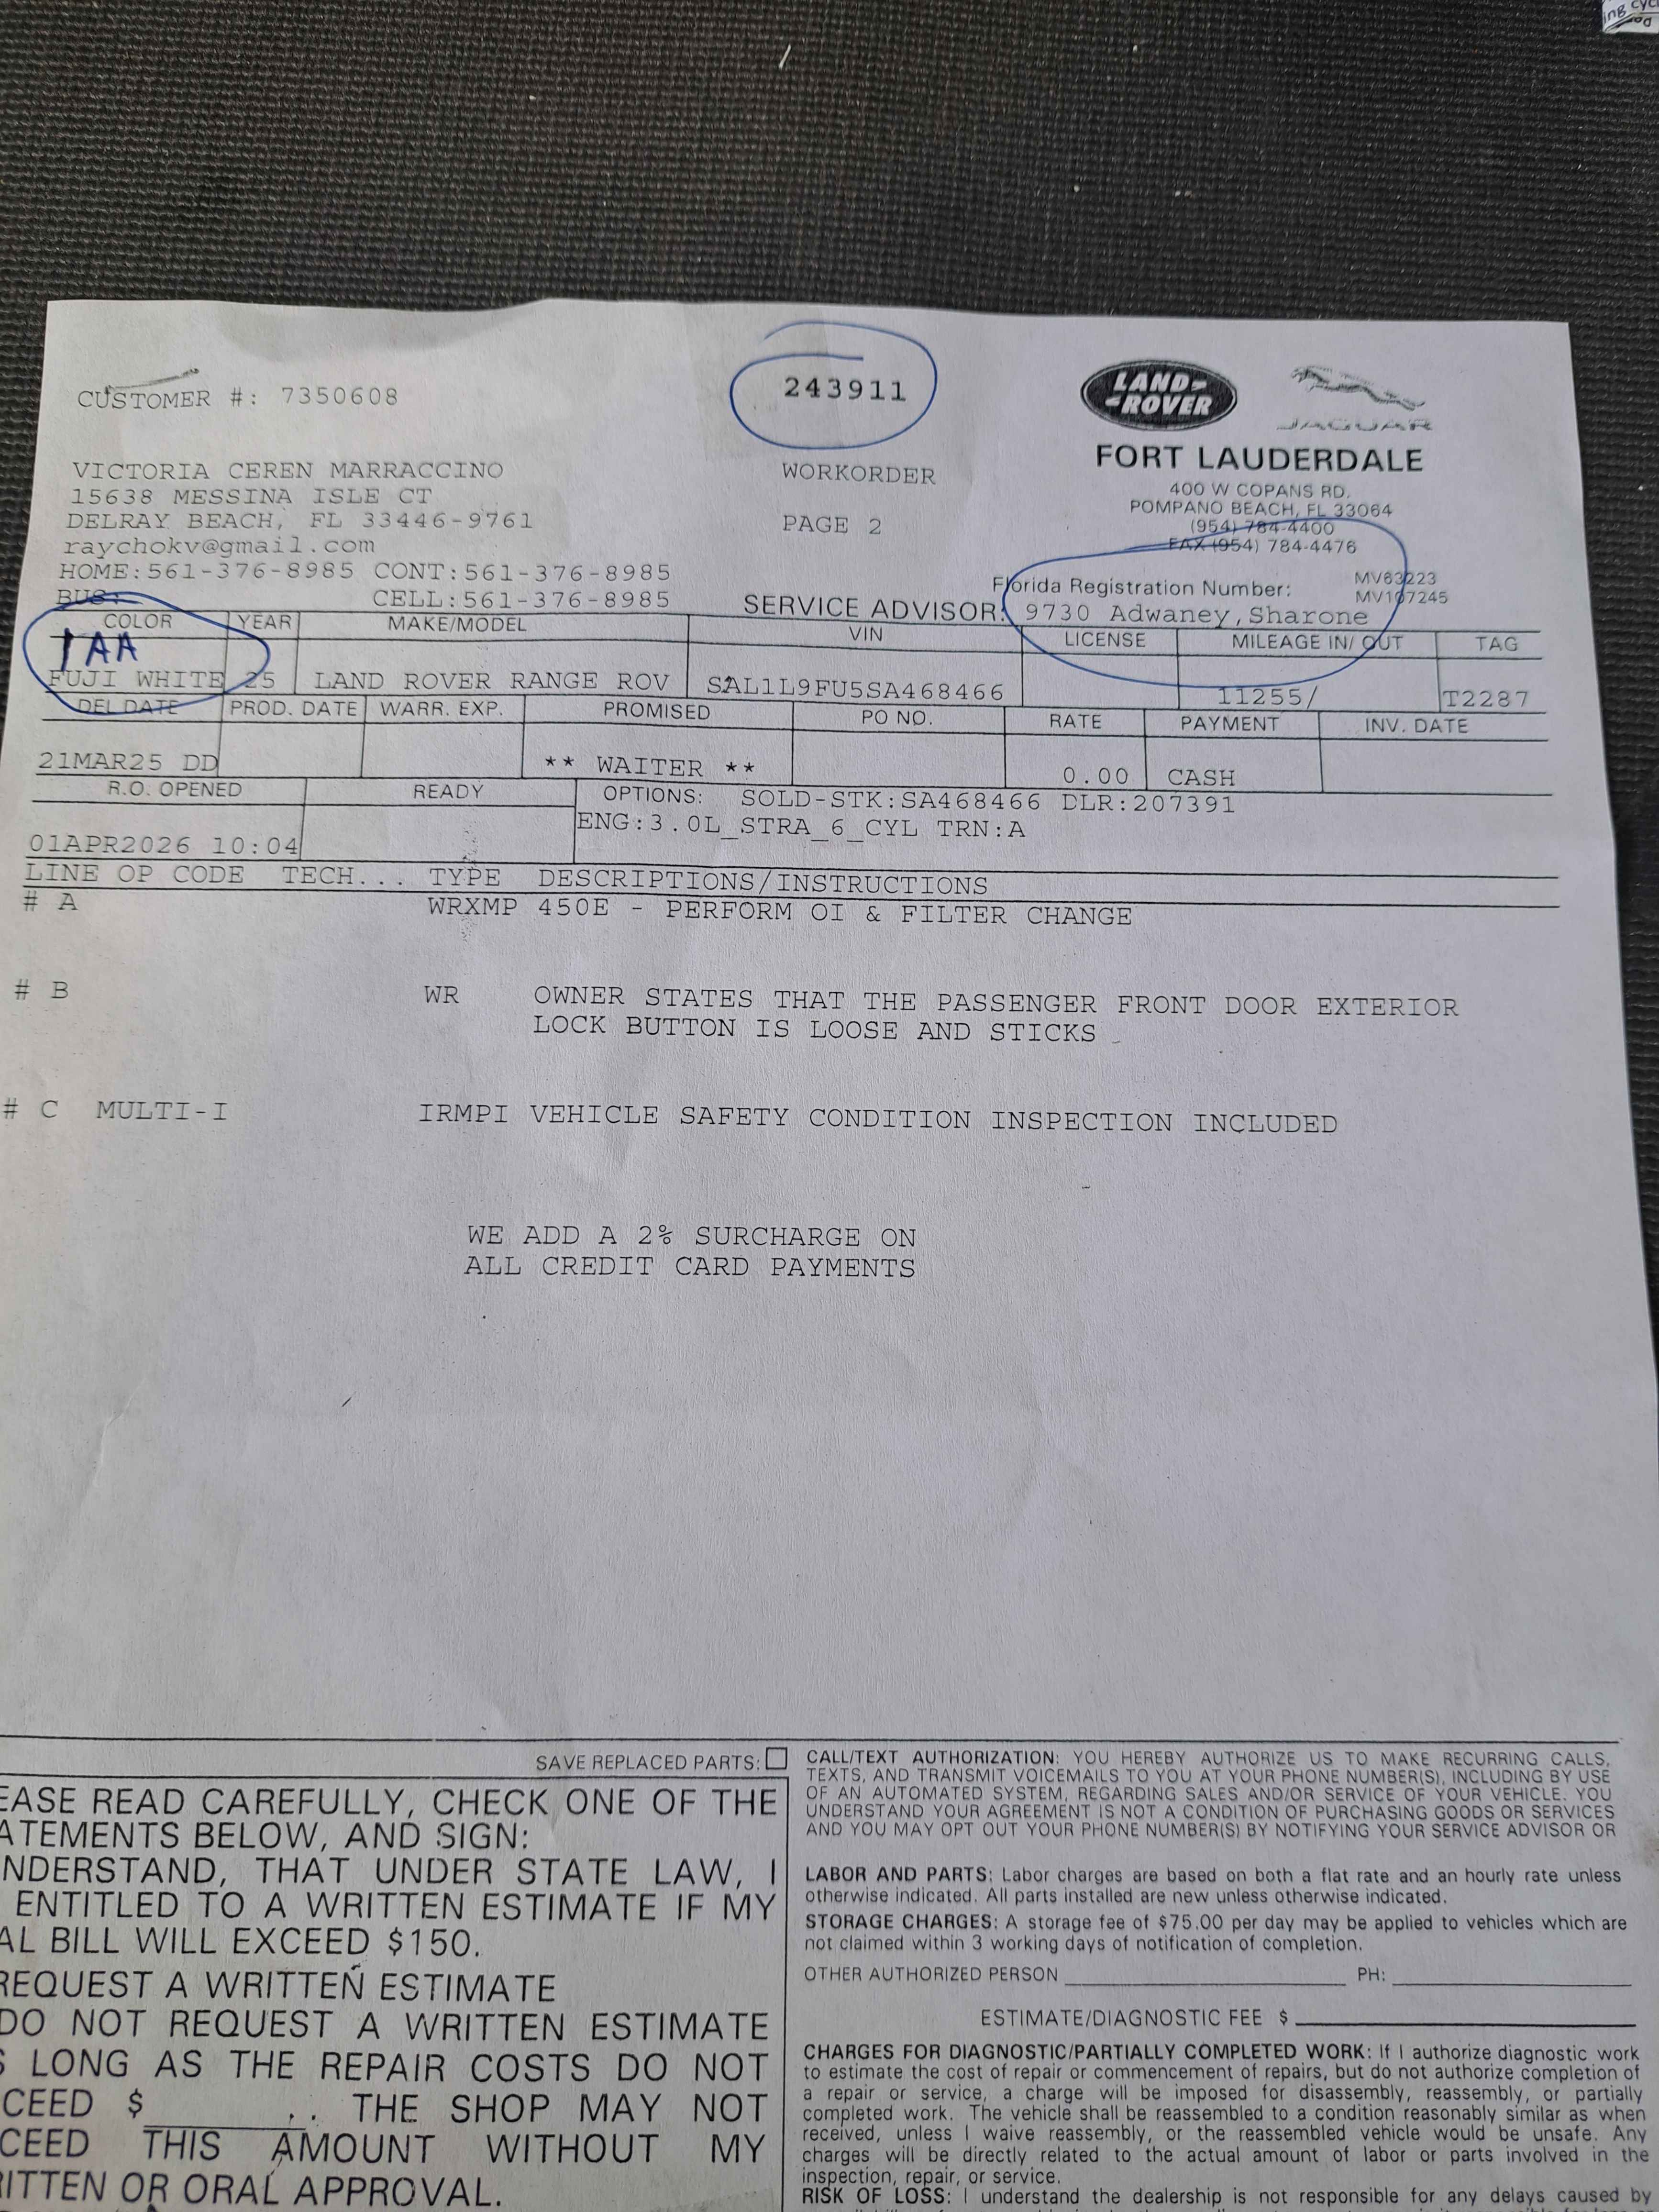 ing cyc
CUSTOMER #: 7350608
243911
LAND-
-ROVER
JAGUAR
FORT LAUDERDALE
400 W COPANS RD.
POMPANO BEACH, FL 33064
(954) 784-4400
FAX (954) 784-4476
VICTORIA CEREN MARRACCINO
15638 MESSINA ISLE CT
DELRAY BEACH, FL 33446-9761
raychokv@gmail.com
HOME:561-376-8985 CONT:561-376-8985
BUS: CELL:561-376-8985
WORKORDER
PAGE 2
Florida Registration Number: MV63223
MV107245
SERVICE ADVISOR: 9730 Adwaney,Sharone
COLOR YEAR MAKE/MODEL VIN LICENSE MILEAGE IN/ OUT TAG
1AA
FUJI WHITE 25 LAND ROVER RANGE ROV SAL1L9FU5SA468466 11255/ T2287
DEL DATE PROD. DATE WARR. EXP. PROMISED PO NO. RATE PAYMENT INV. DATE
21MAR25 DD ** WAITER ** 0.00 CASH
R.O. OPENED READY OPTIONS: SOLD-STK:SA468466 DLR:207391
ENG:3.0L_STRA_6_CYL TRN:A
01APR2026 10:04
LINE OP CODE TECH... TYPE DESCRIPTIONS/INSTRUCTIONS
# A WRXMP 450E - PERFORM OI & FILTER CHANGE
# B WR OWNER STATES THAT THE PASSENGER FRONT DOOR EXTERIOR
LOCK BUTTON IS LOOSE AND STICKS
# C MULTI-I IRMPI VEHICLE SAFETY CONDITION INSPECTION INCLUDED
WE ADD A 2% SURCHARGE ON
ALL CREDIT CARD PAYMENTS
SAVE REPLACED PARTS:
EASE READ CAREFULLY, CHECK ONE OF THE
ATEMENTS BELOW, AND SIGN:
NDERSTAND, THAT UNDER STATE LAW, I
ENTITLED TO A WRITTEN ESTIMATE IF MY
AL BILL WILL EXCEED $150.
REQUEST A WRITTEN ESTIMATE
DO NOT REQUEST A WRITTEN ESTIMATE
S LONG AS THE REPAIR COSTS DO NOT
CEED $ . THE SHOP MAY NOT
CEED THIS AMOUNT WITHOUT MY
RITTEN OR ORAL APPROVAL.
CALL/TEXT AUTHORIZATION: YOU HEREBY AUTHORIZE US TO MAKE RECURRING CALLS,
TEXTS, AND TRANSMIT VOICEMAILS TO YOU AT YOUR PHONE NUMBER(S), INCLUDING BY USE
OF AN AUTOMATED SYSTEM, REGARDING SALES AND/OR SERVICE OF YOUR VEHICLE. YOU
UNDERSTAND YOUR AGREEMENT IS NOT A CONDITION OF PURCHASING GOODS OR SERVICES
AND YOU MAY OPT OUT YOUR PHONE NUMBER(S) BY NOTIFYING YOUR SERVICE ADVISOR OR
LABOR AND PARTS: Labor charges are based on both a flat rate and an hourly rate unless
otherwise indicated. All parts installed are new unless otherwise indicated.
STORAGE CHARGES: A storage fee of $75.00 per day may be applied to vehicles which are
not claimed within 3 working days of notification of completion.
OTHER AUTHORIZED PERSON PH:
ESTIMATE/DIAGNOSTIC FEE $
CHARGES FOR DIAGNOSTIC/PARTIALLY COMPLETED WORK: If I authorize diagnostic work
to estimate the cost of repair or commencement of repairs, but do not authorize completion of
a repair or service, a charge will be imposed for disassembly, reassembly, or partially
completed work. The vehicle shall be reassembled to a condition reasonably similar as when
received, unless I waive reassembly, or the reassembled vehicle would be unsafe. Any
charges will be directly related to the actual amount of labor or parts involved in the
inspection, repair, or service.
RISK OF LOSS: I understand the dealership is not responsible for any delays caused by